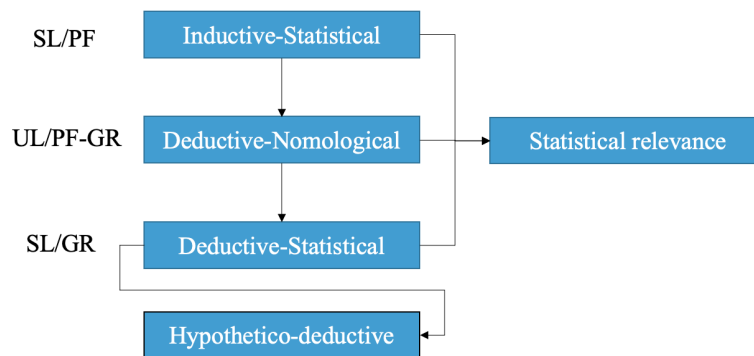 SL/PF
Inductive-Statistical
UL/PF-GR
Deductive-Nomological
Statistical relevance
SL/GR
Deductive-Statistical
Hypothetico-deductive